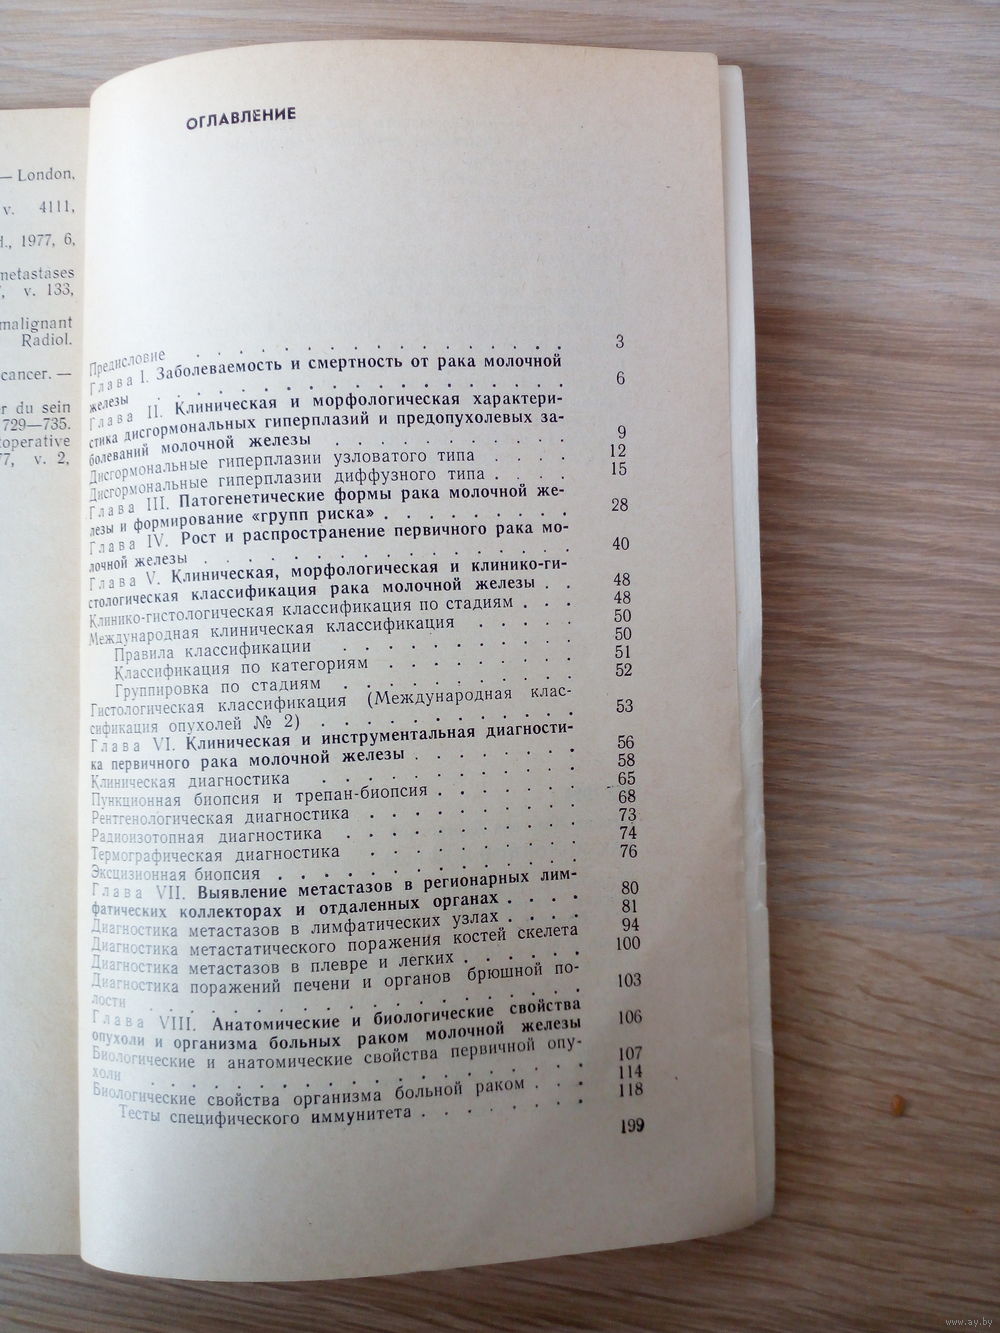 — London,
v. 4111,
1977, 6,
metastases
v. 133,
malignant
Radiol.
cancer. —
du sein
729—735.
v. 2,
ОГЛАВЛЕНИЕ
Предисловие . . . . . . . . . . . . . . . . 3
Глава I. Заболеваемость и смертность от рака молочной
железы . . . . . . . . . . . . . . . . 6
Глава II. Клиническая и морфологическая характери-
стика дисгормональных гиперплазий и предопухолевых за-
болеваний молочной железы . . . . . . . . . . 9
Дисгормональные гиперплазии узловатого типа . . . . 12
Дисгормональные гиперплазии диффузного типа . . . . 15
Глава III. Патогенетические формы рака молочной же-
лезы и формирование «групп риска» . . . . . . . . . 28
Глава IV. Рост и распространение первичного рака мо-
лочной железы . . . . . . . . . . . . . . . . 40
Глава V. Клиническая, морфологическая и клинико-ги-
стологическая классификация рака молочной железы . . 48
Клинико-гистологическая классификация по стадиям . . . 48
Международная клиническая классификация . . . . . 50
Правила классификации . . . . . . . . . . 50
Классификация по категориям . . . . . . . . . 51
Группировка по стадиям . . . . . . . . . . . 52
Гистологическая классификация (Международная клас-
сификация опухолей № 2) . . . . . . . . . . . . 53
Глава VI. Клиническая и инструментальная диагности-
ка первичного рака молочной железы . . . . . . . . 56
Клиническая диагностика . . . . . . . . . . . 58
Пункционная биопсия и трепан-биопсия . . . . . . . 65
Рентгенологическая диагностика . . . . . . . . . 68
Радиоизотопная диагностика . . . . . . . . . . 73
Термографическая диагностика . . . . . . . . . 74
Эксцизионная биопсия . . . . . . . . . . . . . 76
Глава VII. Выявление метастазов в регионарных лим-
фатических коллекторах и отдаленных органах . . . . 80
Диагностика метастазов в лимфатических узлах . . . . 81
Диагностика метастатического поражения костей скелета 94
Диагностика метастазов в плевре и легких . . . . . . 100
Диагностика поражений печени и органов брюшной по-
лости . . . . . . . . . . . . . . . . . . 103
Глава VIII. Анатомические и биологические свойства
опухоли и организма больных раком молочной железы 106
Биологические и анатомические свойства первичной опу-
холи . . . . . . . . . . . . . . . . . . 107
Биологические свойства организма больной раком . . . 114
Тесты специфического иммунитета . . . . . . . . 118
199
www.ay.by